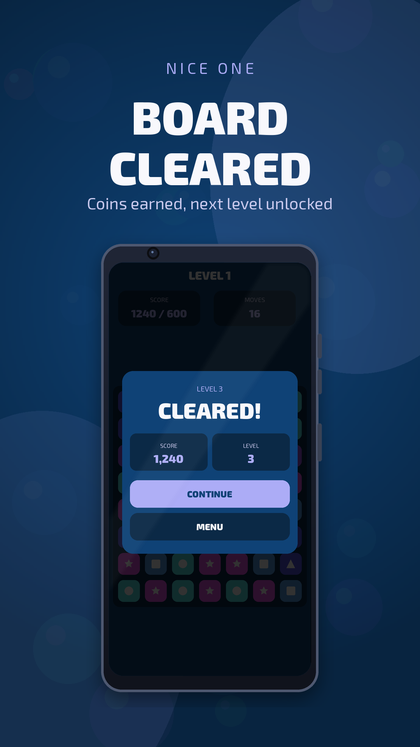 NICE ONE
BOARD
CLEARED
Coins earned, next level unlocked
LEVEL 1
SCORE
1240 / 600
MOVES
16
LEVEL 3
CLEARED!
SCORE
1,240
LEVEL
3
CONTINUE
MENU